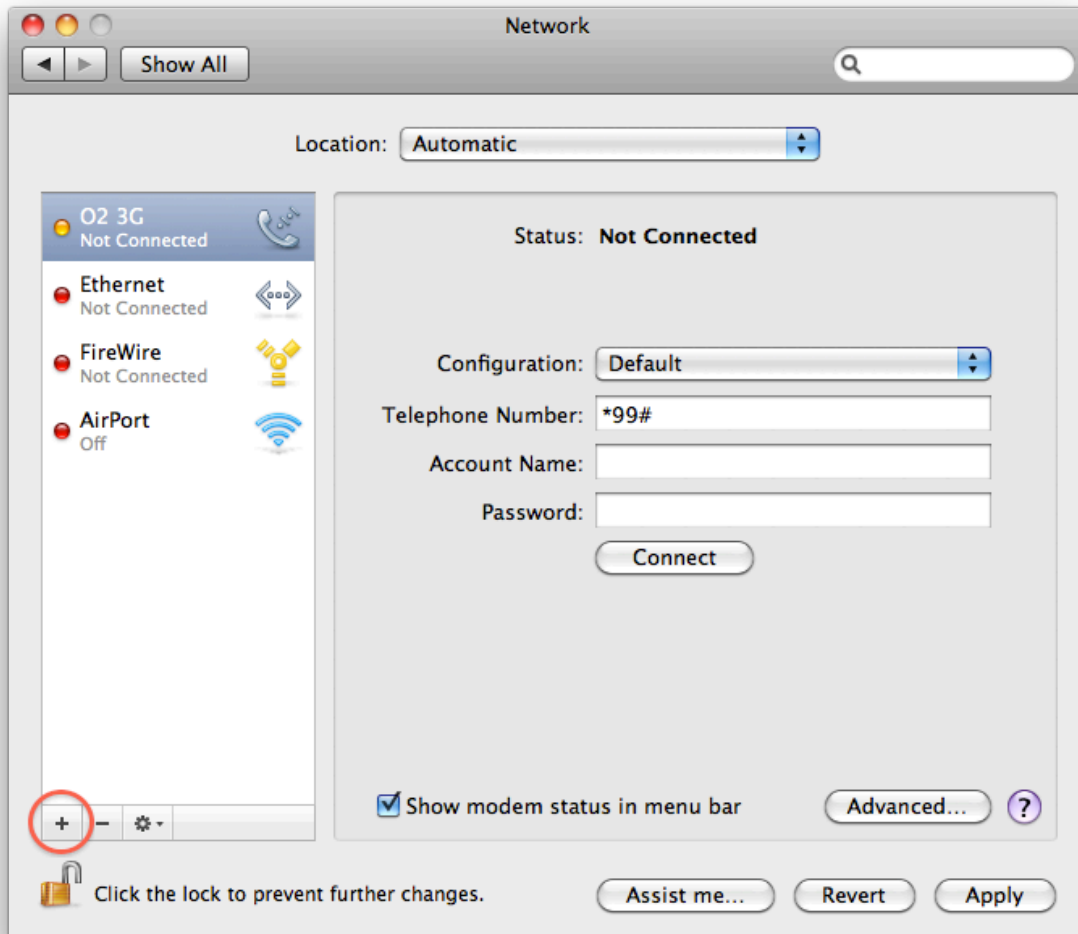 Network
Show All
Location: Automatic
O2 3G
Not Connected
Ethernet
Not Connected
FireWire
Not Connected
AirPort
Off
Status: Not Connected
Configuration: Default
Telephone Number: *99#
Account Name:
Password:
Connect
Show modem status in menu bar
Advanced...
?
+ −
Click the lock to prevent further changes.
Assist me...
Revert
Apply